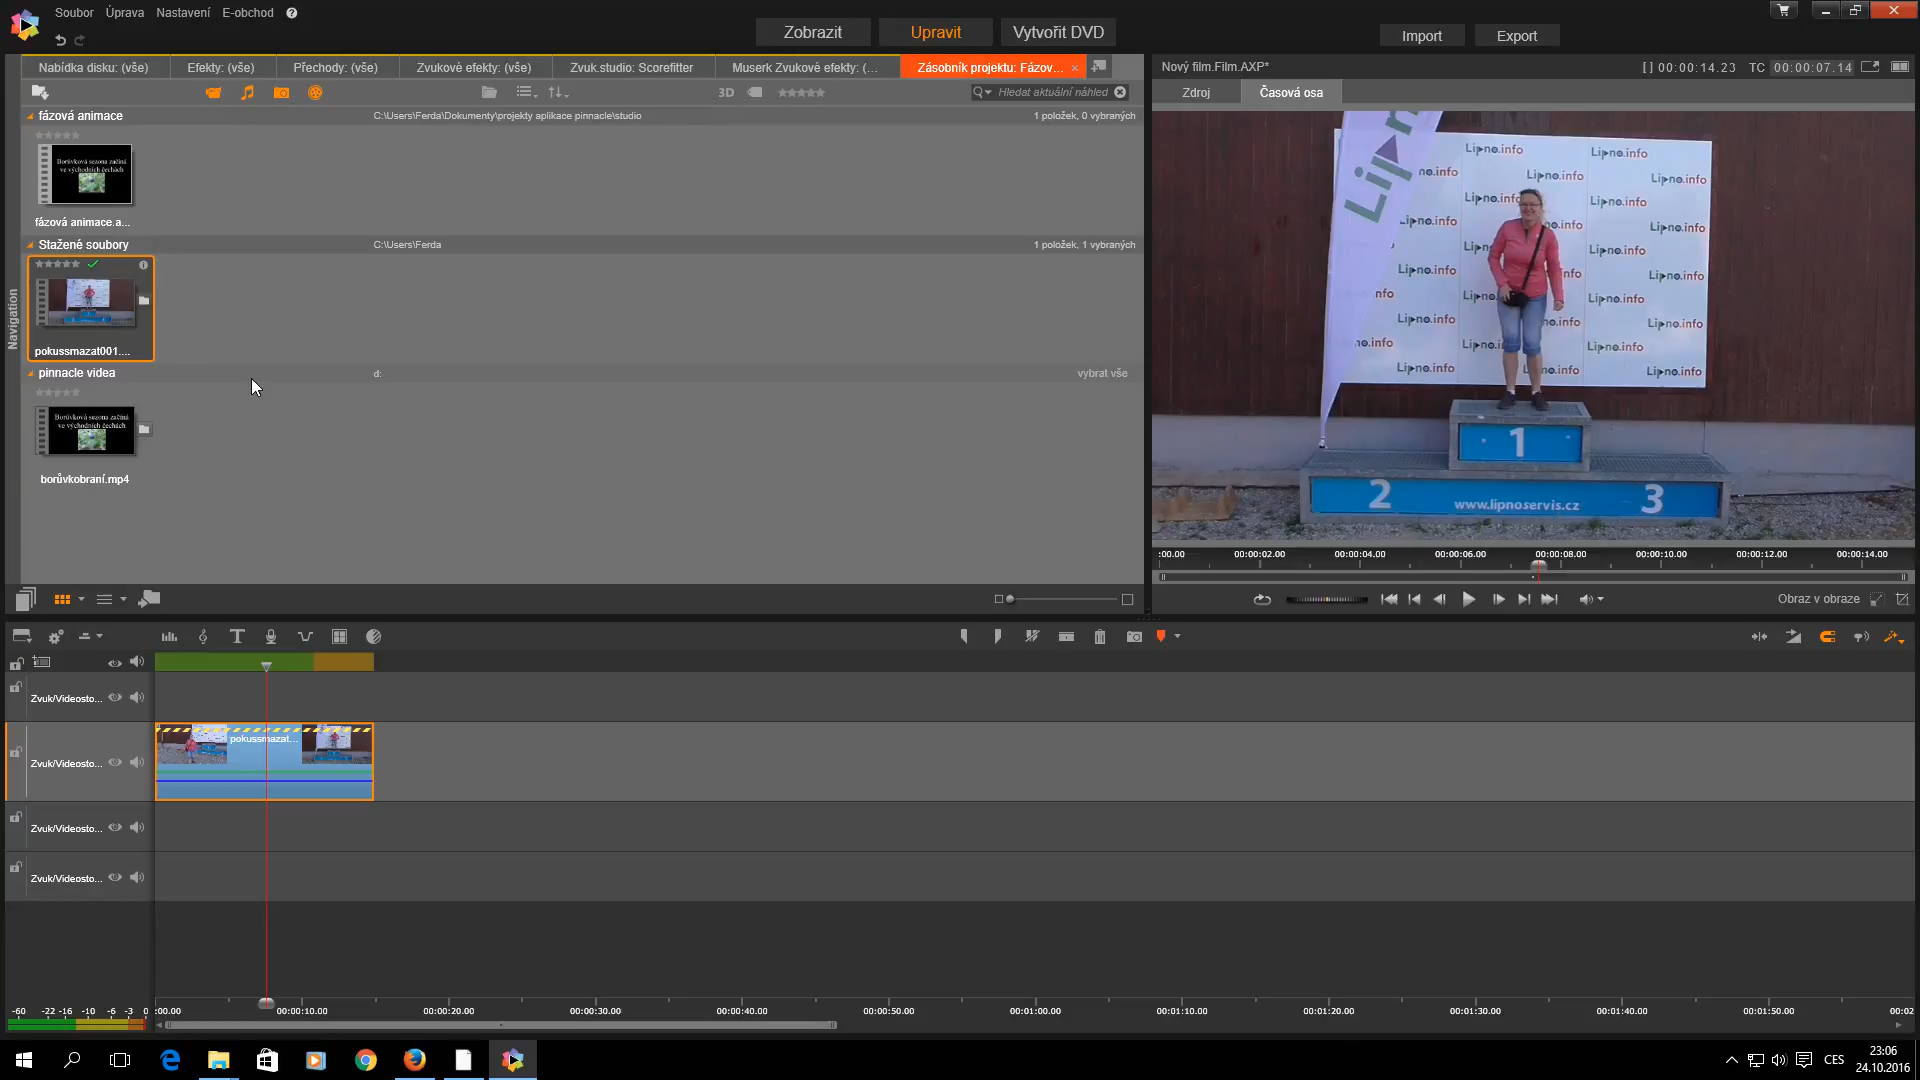 Soubor Úprava Nastavení E-obchod
Zobrazit Upravit Vytvořit DVD
Import Export
Nabídka disku: (vše) Efekty: (vše) Přechody: (vše) Zvukové efekty: (vše) Zvuk.studio: Scorefitter Muserk Zvukové efekty: (... Zásobník projektu: Fázov... ×
3D Hledat aktuální náhled
fázová animace C:\Users\Ferda\Dokumenty\projekty aplikace pinnacle\studio 1 položek, 0 vybraných
Borůvková sezona začíná
ve východních čechách
fázová animace.a...
Stažené soubory C:\Users\Ferda 1 položek, 1 vybraných
pokussmazat001....
pinnacle videa d: vybrat vše
Borůvková sezona začíná
ve východních čechách
borůvkobraní.mp4
Navigation
Nový film.Film.AXP* [ ] 00:00:14.23 TC 00:00:07.14
Zdroj Časová osa
Lipno
Lipno.info Lipno.info
no.info Lipno.info Lipno.info
Lipno.info Lipno.info
Lipno.info Lipno.info
Lipno.info
Lipno.info nfo Lipno.info
nfo Lipno.info
Lipno.info no.info Lipno.info
no.info Lipno.info
Lipno.info Lipno.info
1
2 www.lipnoservis.cz 3
:00.00 00:00:02.00 00:00:04.00 00:00:06.00 00:00:08.00 00:00:10.00 00:00:12.00 00:00:14.00
Obraz v obraze
Zvuk/Videosto...
Zvuk/Videosto... pokussmazat...
Zvuk/Videosto...
Zvuk/Videosto...
-60 -22 -16 -10 -6 -3 0 :00.00 00:00:10.00 00:00:20.00 00:00:30.00 00:00:40.00 00:00:50.00 00:01:00.00 00:01:10.00 00:01:20.00 00:01:30.00 00:01:40.00 00:01:50.00 00:02
CES
23:06
24.10.2016